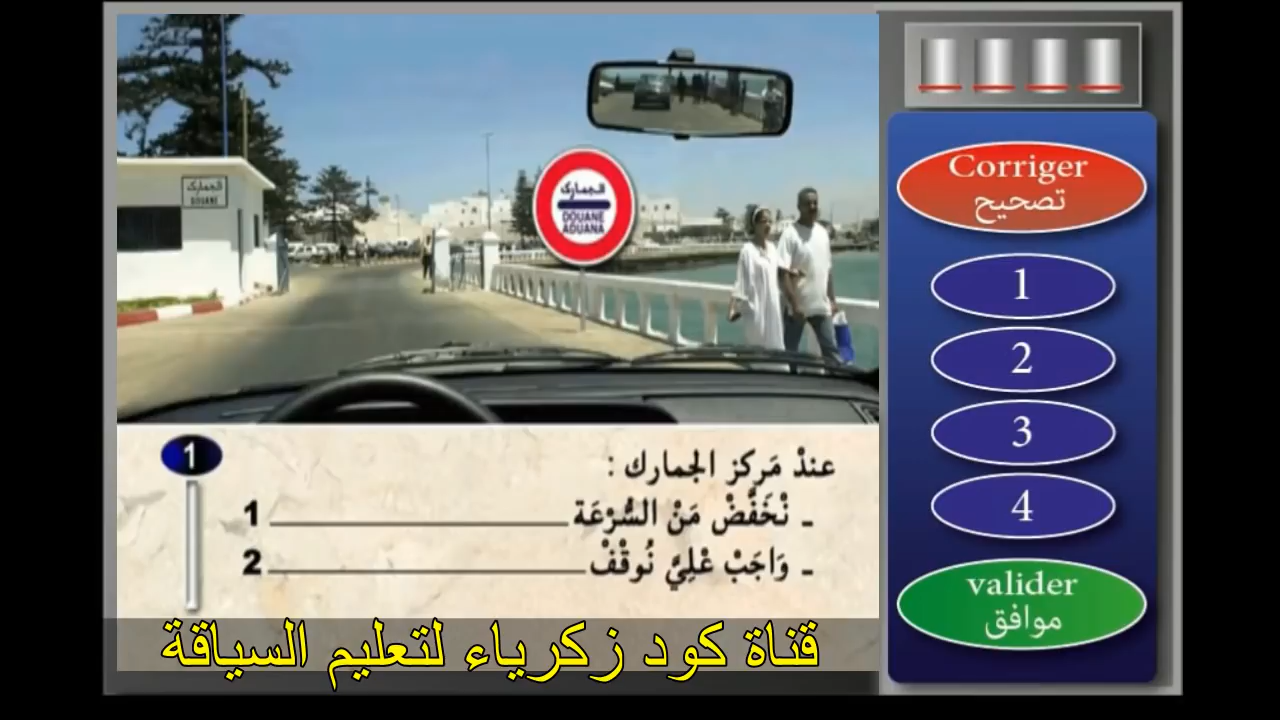 الجمارك
DOUANE
الجمارك
DOUANE
ADUANA
Corriger
تصحيح
1
2
3
4
valider
موافق
1
عنذْ مَركز الجمارك :
- نْخَفَّضْ مَنْ السُّرْعَة 1
- وَاجَبْ عْلِيَّ نُوقْفْ 2
قناة كود زكرياء لتعليم السياقة